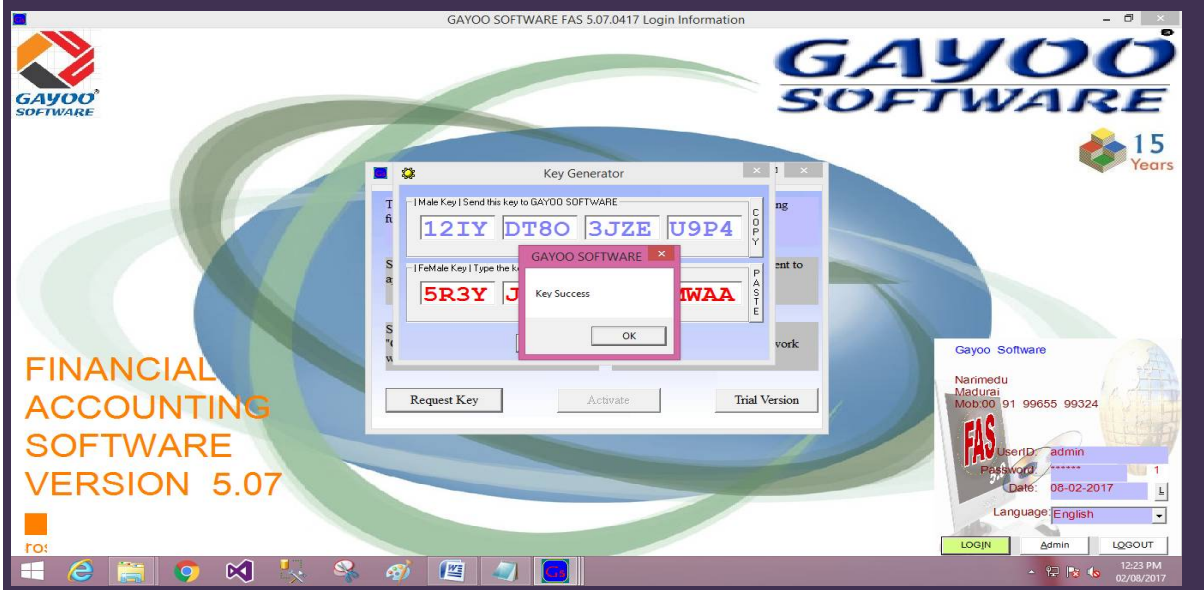 GAYOO SOFTWARE FAS 5.07.0417 Login Information
GAYOO
SOFTWARE
GAYOO
SOFTWARE
15
Years
Key Generator
| Male Key | Send this key to GAYOO SOFTWARE
12IY DT8O 3JZE U9P4
COPY
GAYOO SOFTWARE
Key Success
OK
| FeMale Key | Type the
5R3Y J MWAA
PASTE
ng
ent to
work
Request Key
Activate
Trial Version
FINANCIAL
ACCOUNTING
SOFTWARE
VERSION 5.07
ros
Gayoo Software
Narimedu
Madurai
Mob:00 91 99655 99324
FAS
UserID: admin
Password: ****** 1
Date: 08-02-2017 L
Language: English
LOGIN Admin LOGOUT
Gs
12:23 PM
02/08/2017